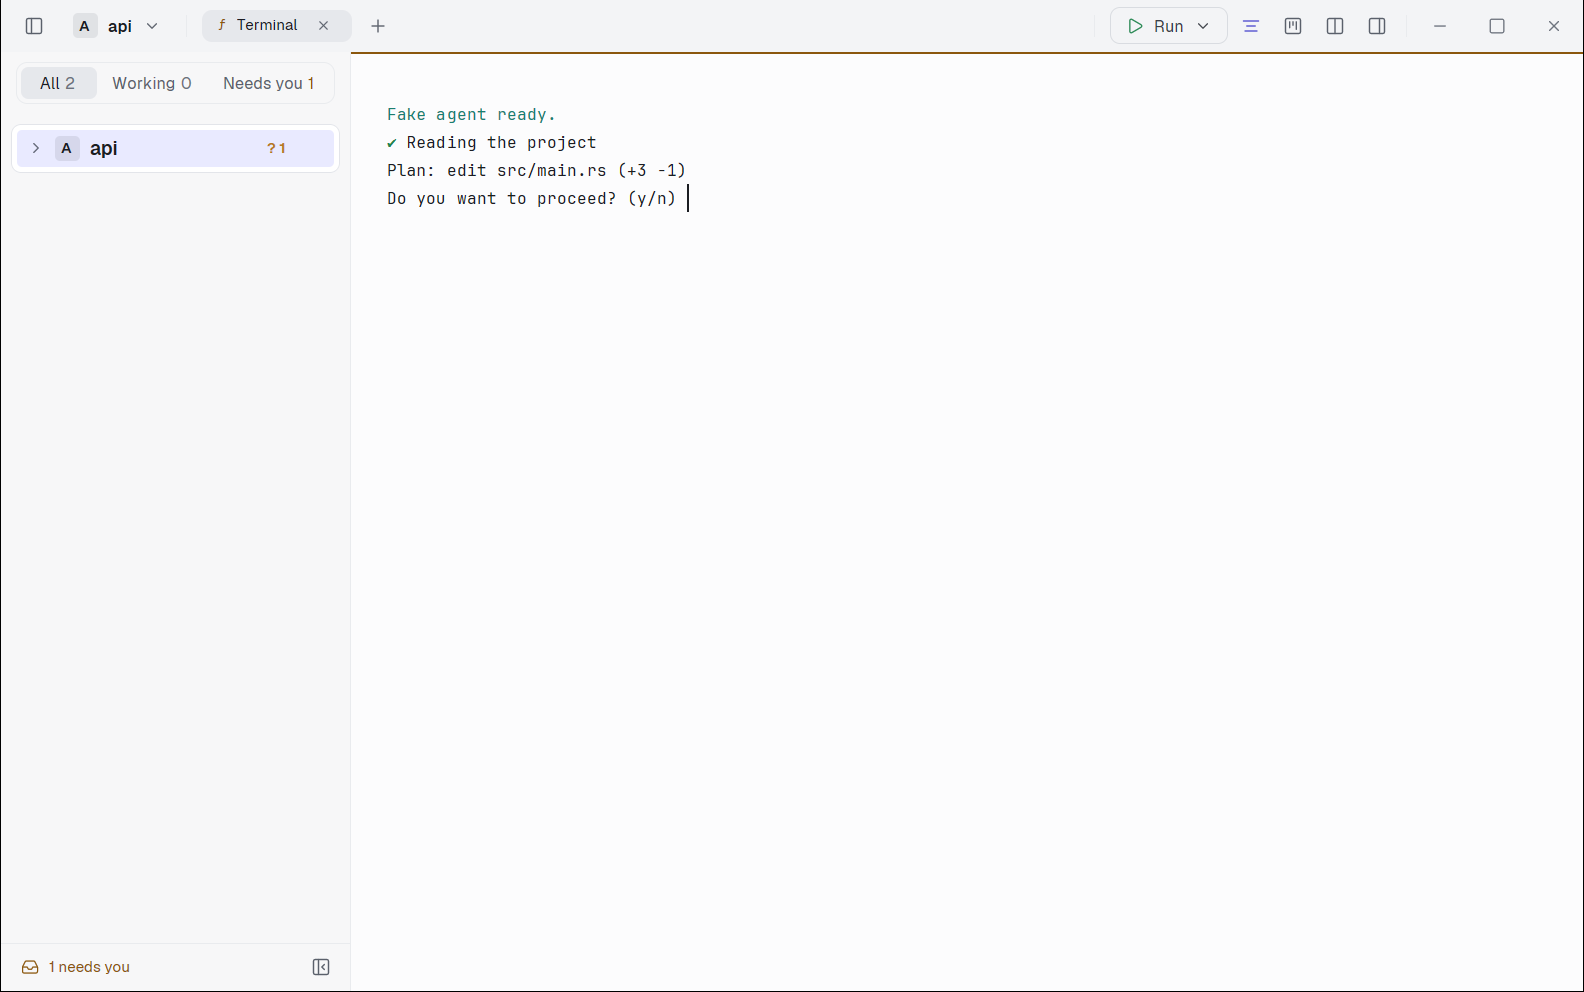 A api
ƒ Terminal
Run
All 2 Working 0 Needs you 1
A api ? 1
Fake agent ready.
✔ Reading the project
Plan: edit src/main.rs (+3 -1)
Do you want to proceed? (y/n)
1 needs you